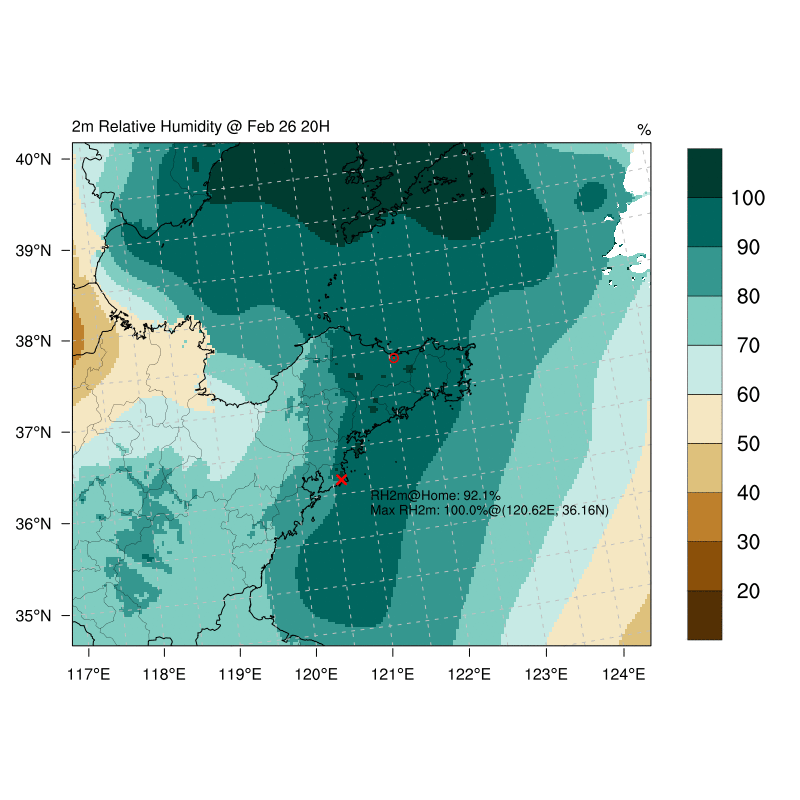 2m Relative Humidity @ Feb 26 20H
%
40°N
39°N
38°N
37°N
36°N
35°N
117°E
118°E
119°E
120°E
121°E
122°E
123°E
124°E
RH2m@Home: 92.1%
Max RH2m: 100.0%@(120.62E, 36.16N)
100
90
80
70
60
50
40
30
20